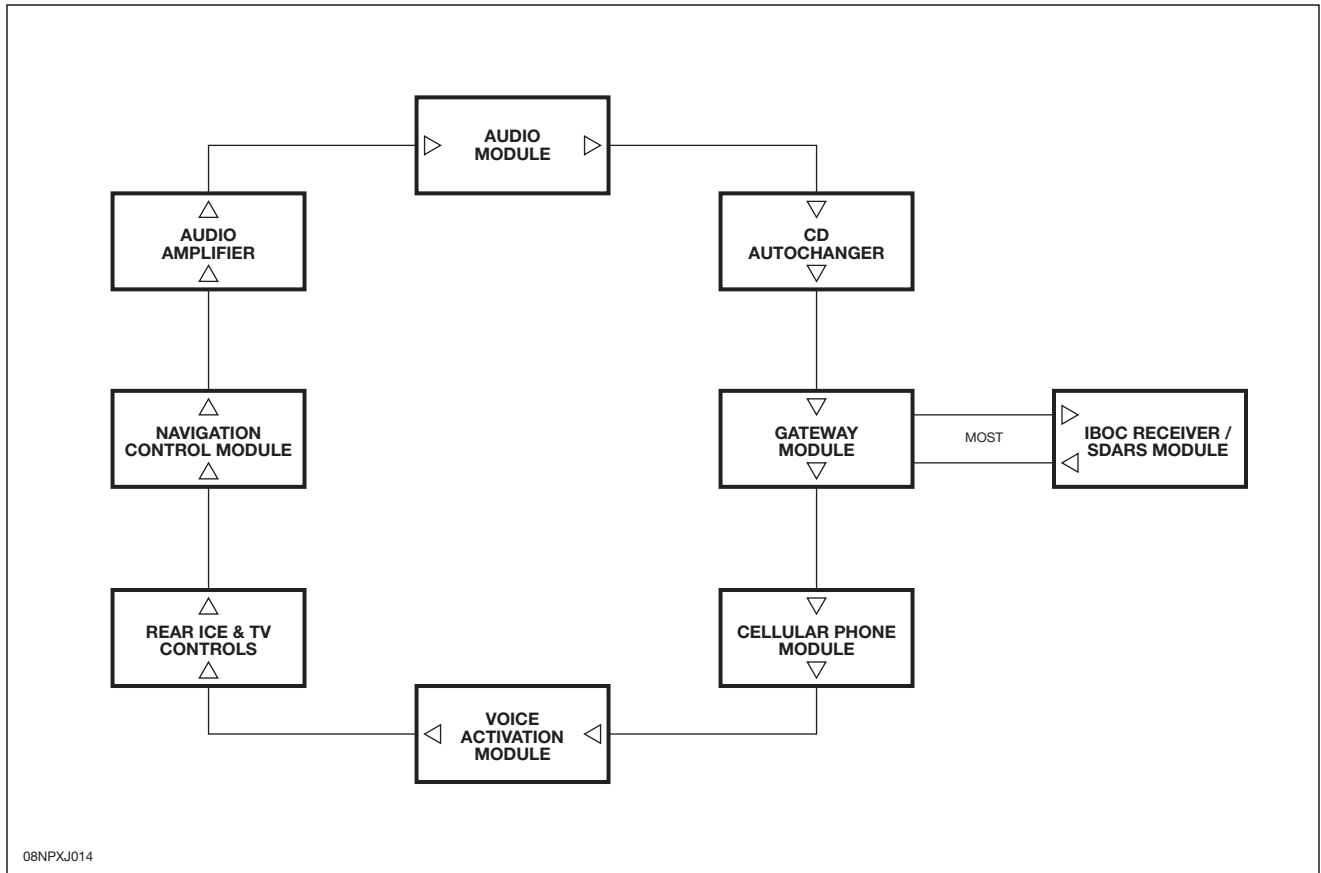 AUDIO
MODULE
AUDIO
AMPLIFIER
CD
AUTOCHANGER
NAVIGATION
CONTROL MODULE
GATEWAY
MODULE
MOST
IBOC RECEIVER /
SDARS MODULE
REAR ICE & TV
CONTROLS
CELLULAR PHONE
MODULE
VOICE
ACTIVATION
MODULE
08NPXJ014